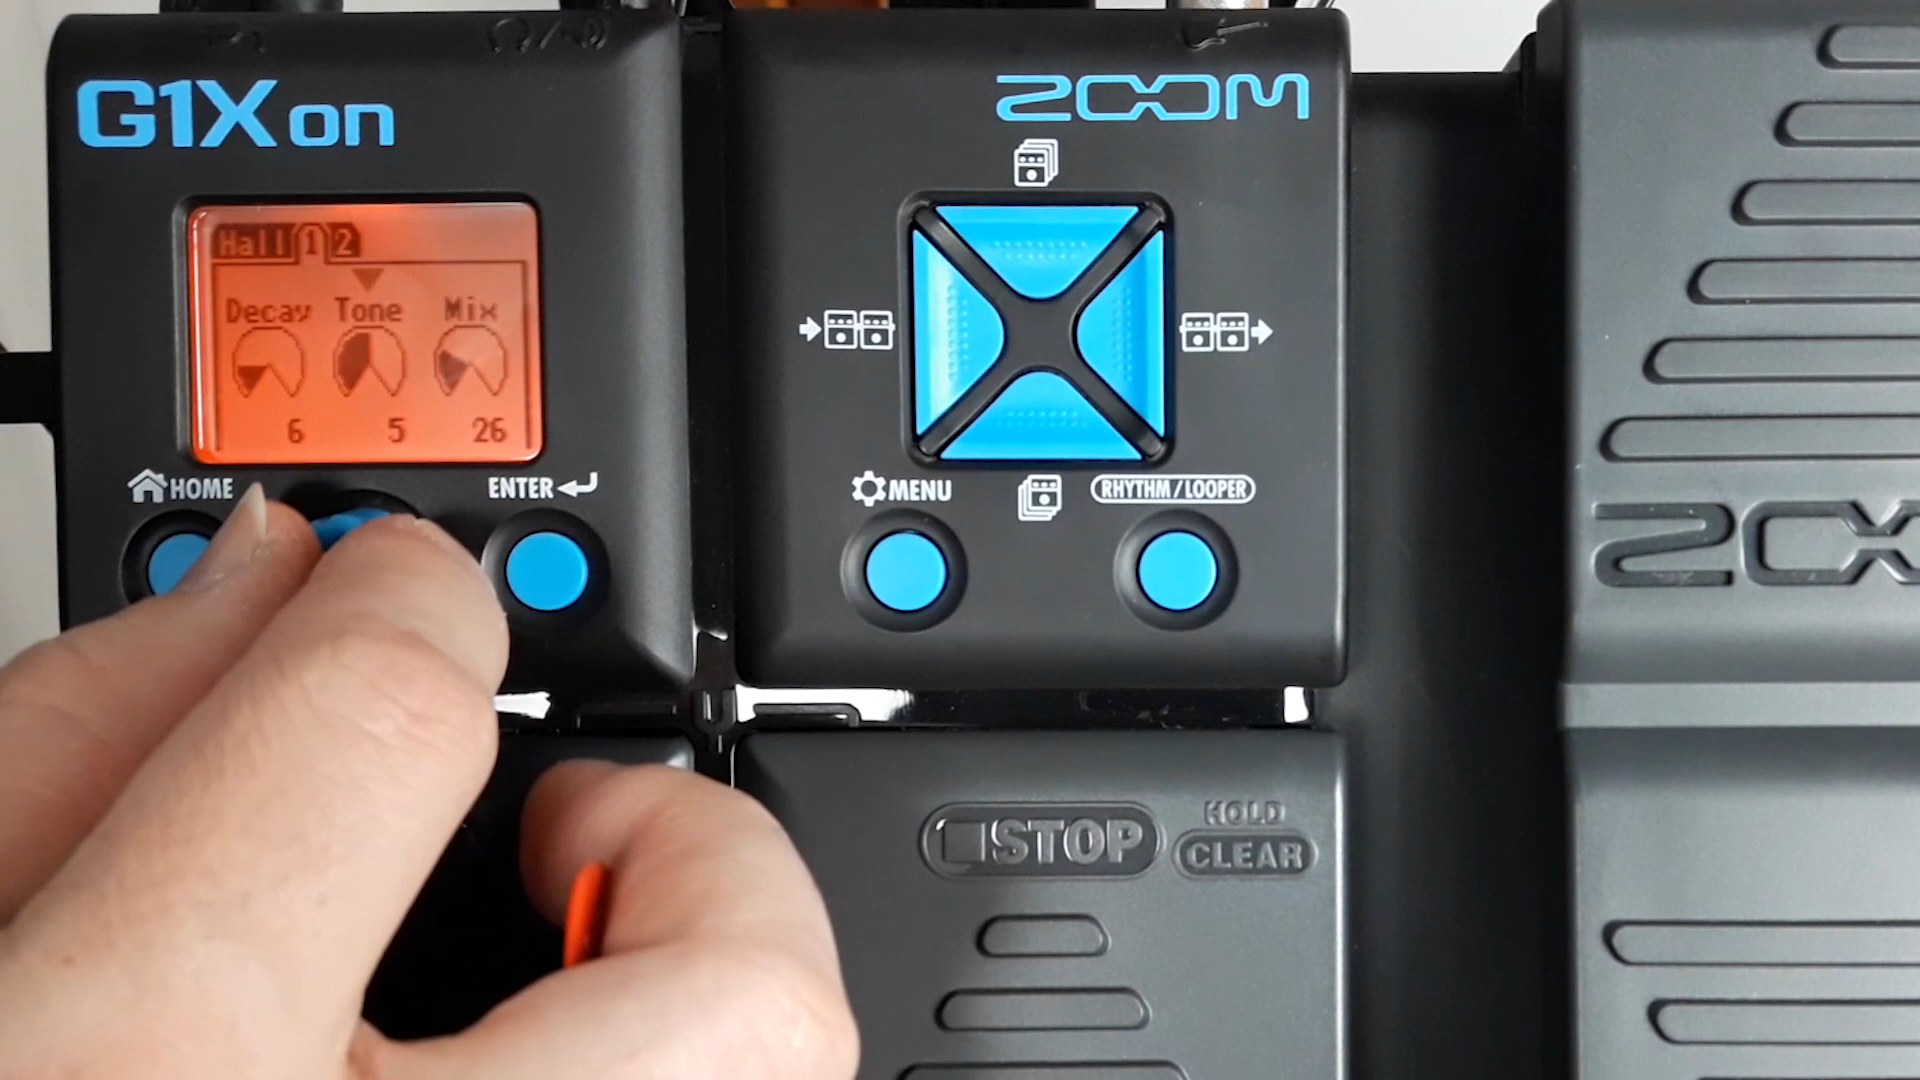 G1X on
ZOOM
Hall 1 2
Decay Tone Mix
6 5 26
HOME
ENTER
MENU
RHYTHM/LOOPER
ZOO
STOP
HOLD
CLEAR